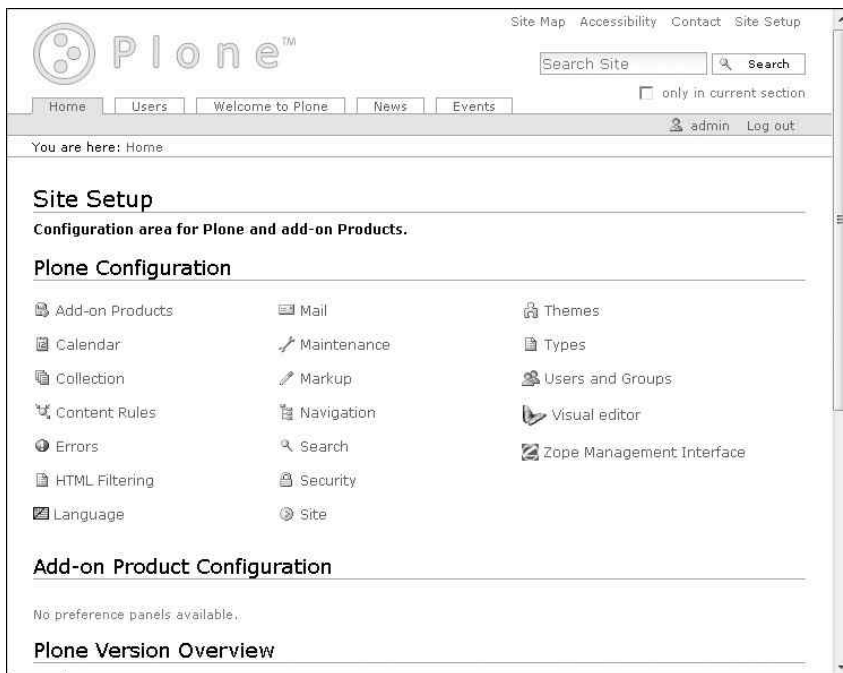 Site Map Accessibility Contact Site Setup
Plone™
Search Site Search
only in current section
Home Users Welcome to Plone News Events
admin Log out
You are here: Home
Site Setup
Configuration area for Plone and add-on Products.
Plone Configuration
Add-on Products Mail Themes
Calendar Maintenance Types
Collection Markup Users and Groups
Content Rules Navigation Visual editor
Errors Search Zope Management Interface
HTML Filtering Security
Language Site
Add-on Product Configuration
No preference panels available.
Plone Version Overview